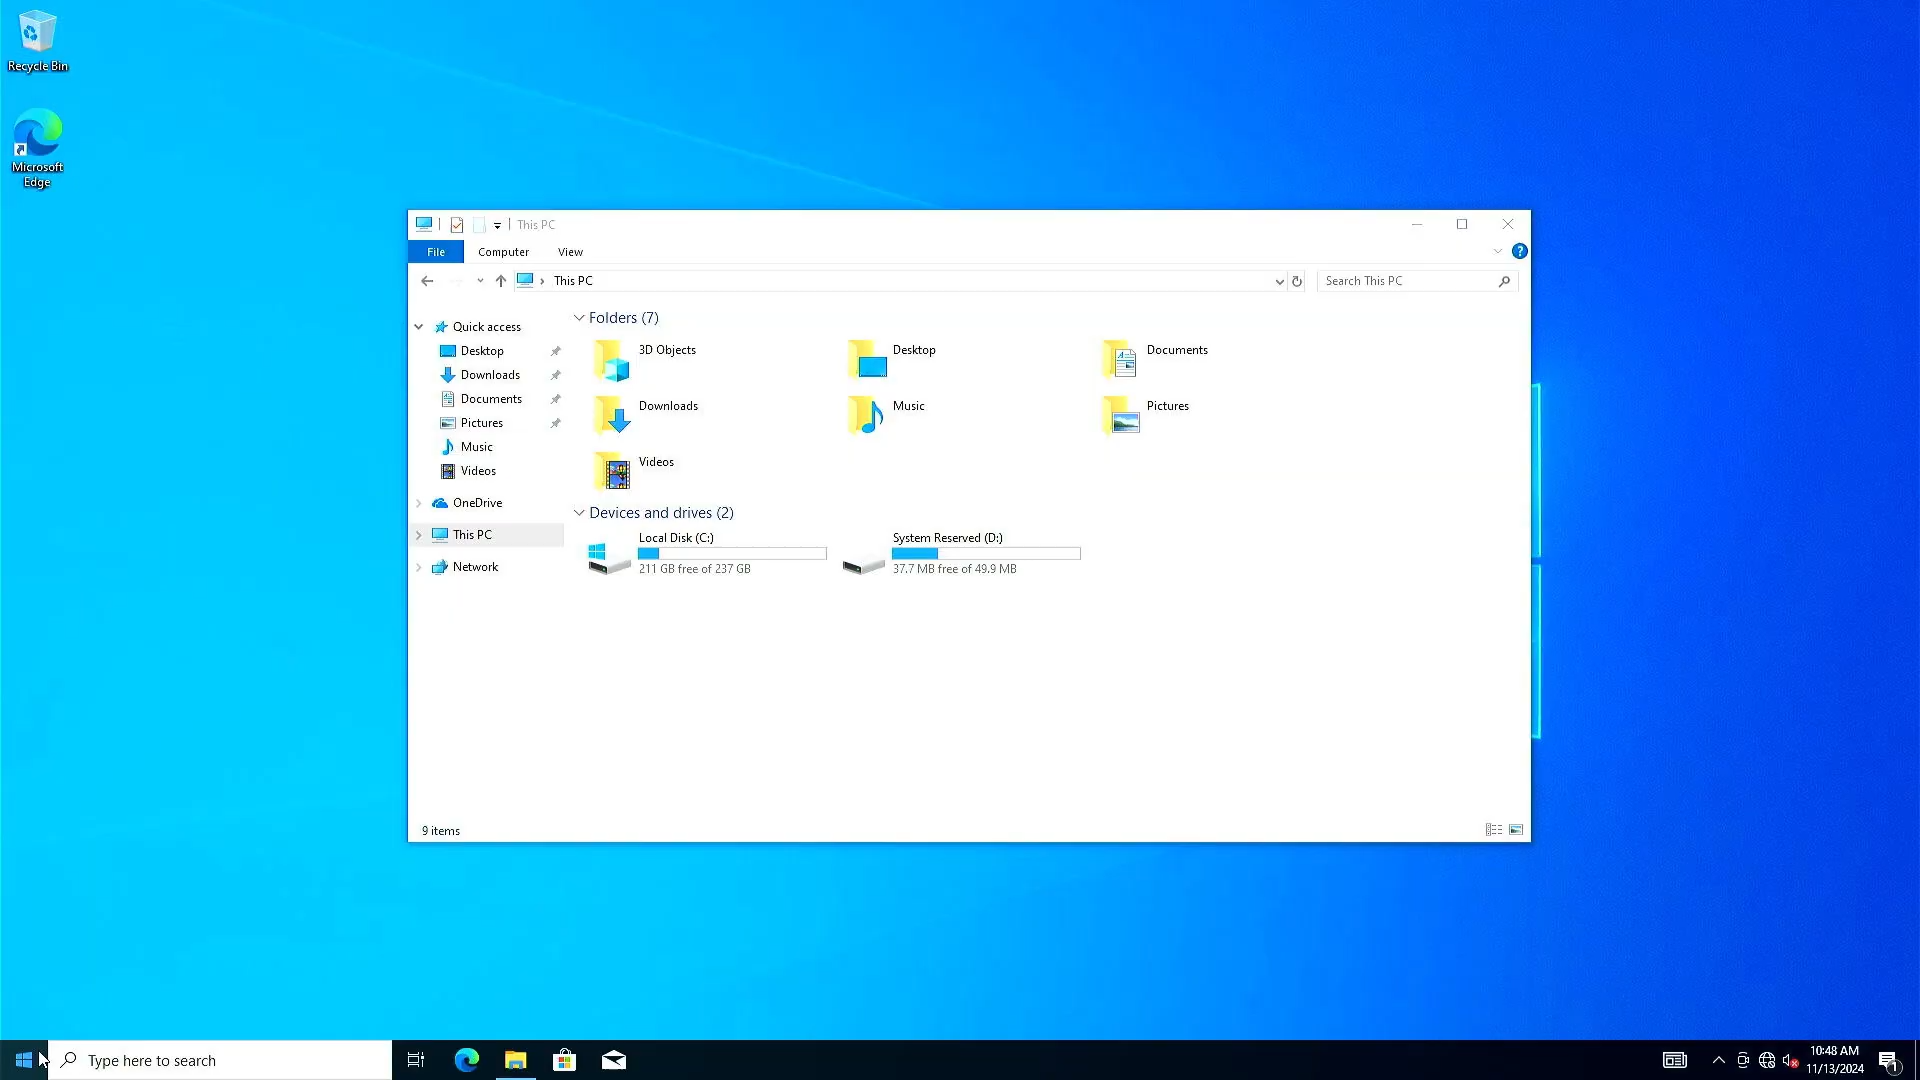 Recycle Bin
Microsoft
Edge
This PC
File
Computer
View
This PC
Search This PC
Quick access
Desktop
Downloads
Documents
Pictures
Music
Videos
OneDrive
This PC
Network
Folders (7)
3D Objects
Desktop
Documents
Downloads
Music
Pictures
Videos
Devices and drives (2)
Local Disk (C:)
211 GB free of 237 GB
System Reserved (D:)
37.7 MB free of 49.9 MB
9 items
Type here to search
10:48 AM
11/13/2024
1